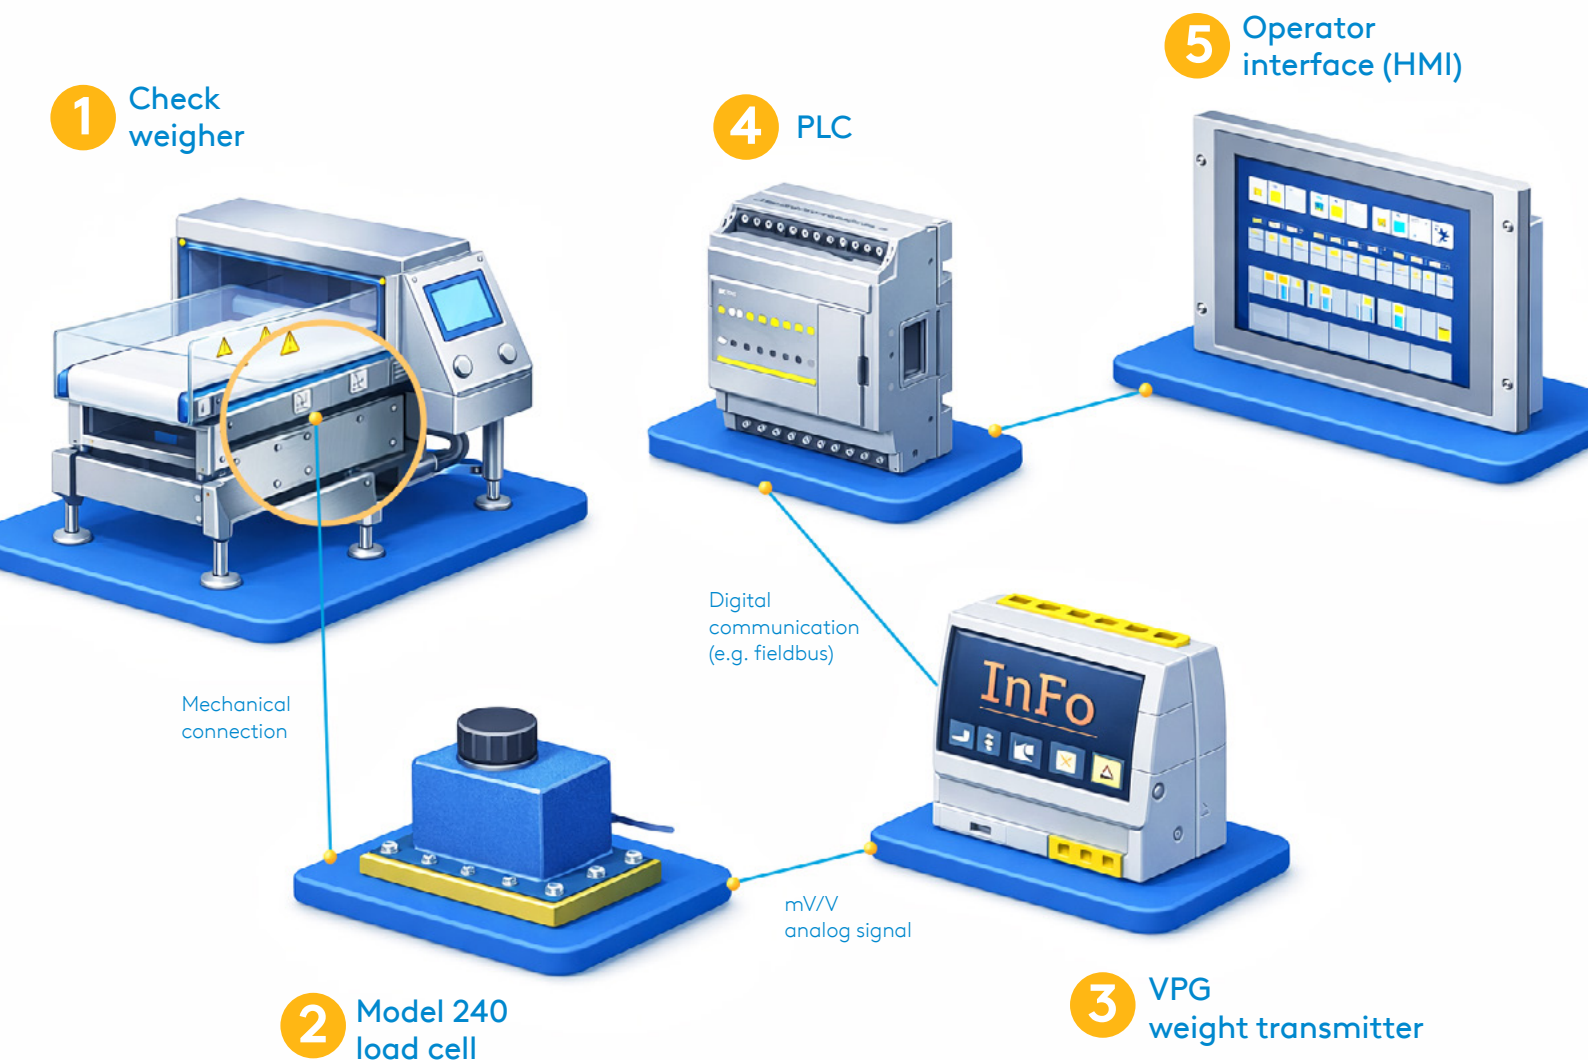 1
Check
weigher
4
PLC
5
Operator
interface (HMI)
Mechanical
connection
Digital
communication
(e.g. fieldbus)
InFo
mV/V
analog signal
2
Model 240
load cell
3
VPG
weight transmitter